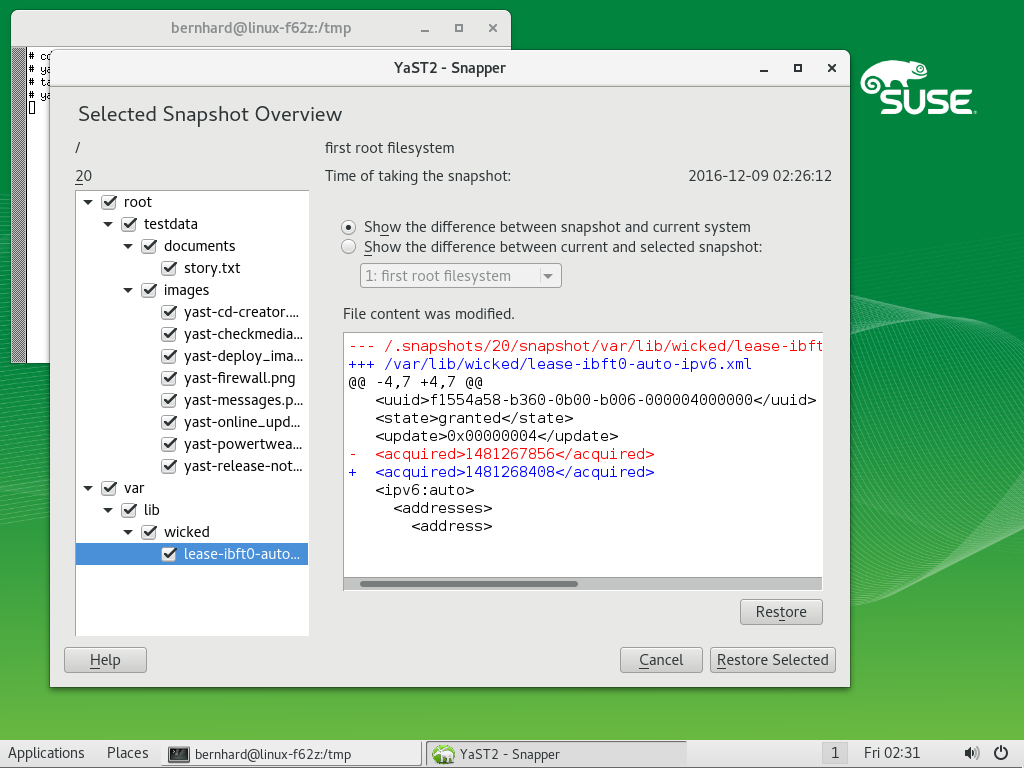 bernhard@linux-f62z:/tmp
# cd
# ya
# ta
# ya
YaST2 - Snapper
SUSE
Selected Snapshot Overview
/
first root filesystem
20
Time of taking the snapshot:
2016-12-09 02:26:12
root
testdata
documents
story.txt
images
yast-cd-creator....
yast-checkmedia...
yast-deploy_ima...
yast-firewall.png
yast-messages.p...
yast-online_upd...
yast-powertwea...
yast-release-not...
var
lib
wicked
lease-ibft0-auto...
Show the difference between snapshot and current system
Show the difference between current and selected snapshot:
1: first root filesystem
File content was modified.
--- /.snapshots/20/snapshot/var/lib/wicked/lease-ibft
+++ /var/lib/wicked/lease-ibft0-auto-ipv6.xml
@@ -4,7 +4,7 @@
<uuid>f1554a58-b360-0b00-b006-000004000000</uuid>
<state>granted</state>
<update>0x00000004</update>
- <acquired>1481267856</acquired>
+ <acquired>1481268408</acquired>
<ipv6:auto>
<addresses>
<address>
Restore
Help
Cancel
Restore Selected
Applications
Places
bernhard@linux-f62z:/tmp
YaST2 - Snapper
1
Fri 02:31